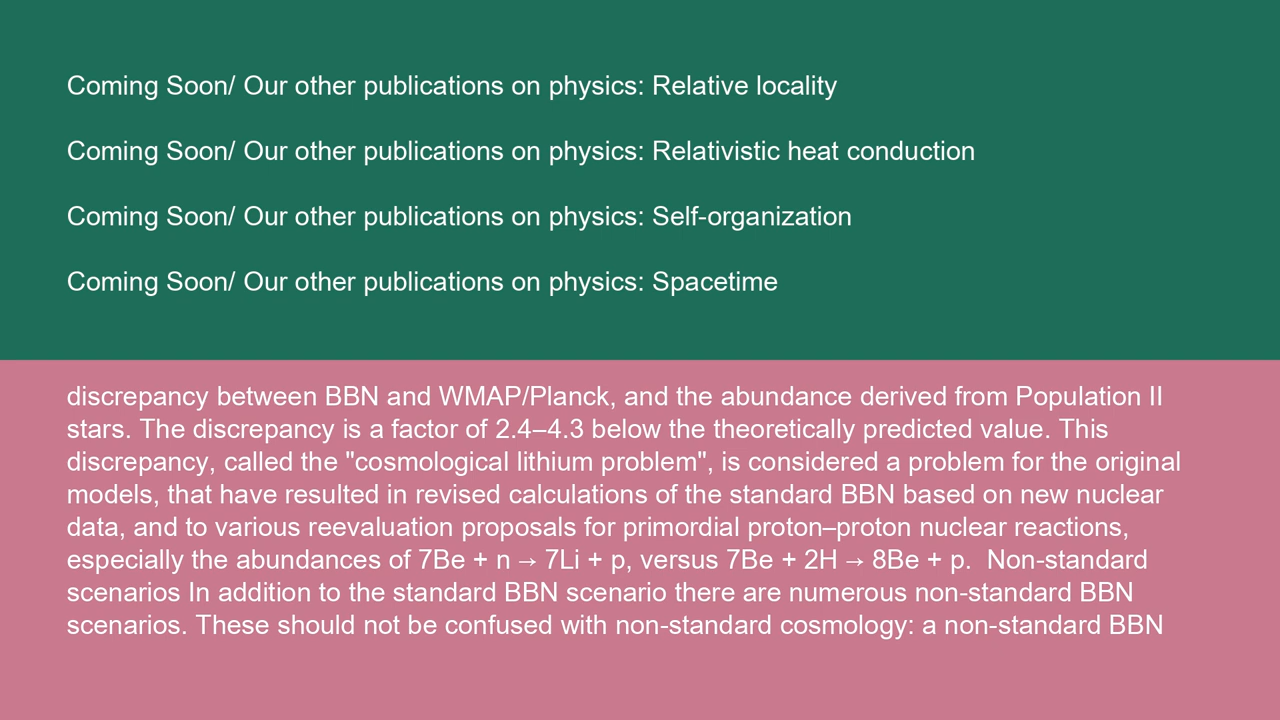 Coming Soon/ Our other publications on physics: Relative locality
Coming Soon/ Our other publications on physics: Relativistic heat conduction
Coming Soon/ Our other publications on physics: Self-organization
Coming Soon/ Our other publications on physics: Spacetime
discrepancy between BBN and WMAP/Planck, and the abundance derived from Population II
stars. The discrepancy is a factor of 2.4–4.3 below the theoretically predicted value. This
discrepancy, called the "cosmological lithium problem", is considered a problem for the original
models, that have resulted in revised calculations of the standard BBN based on new nuclear
data, and to various reevaluation proposals for primordial proton–proton nuclear reactions,
especially the abundances of 7Be + n → 7Li + p, versus 7Be + 2H → 8Be + p.  Non-standard
scenarios In addition to the standard BBN scenario there are numerous non-standard BBN
scenarios. These should not be confused with non-standard cosmology: a non-standard BBN